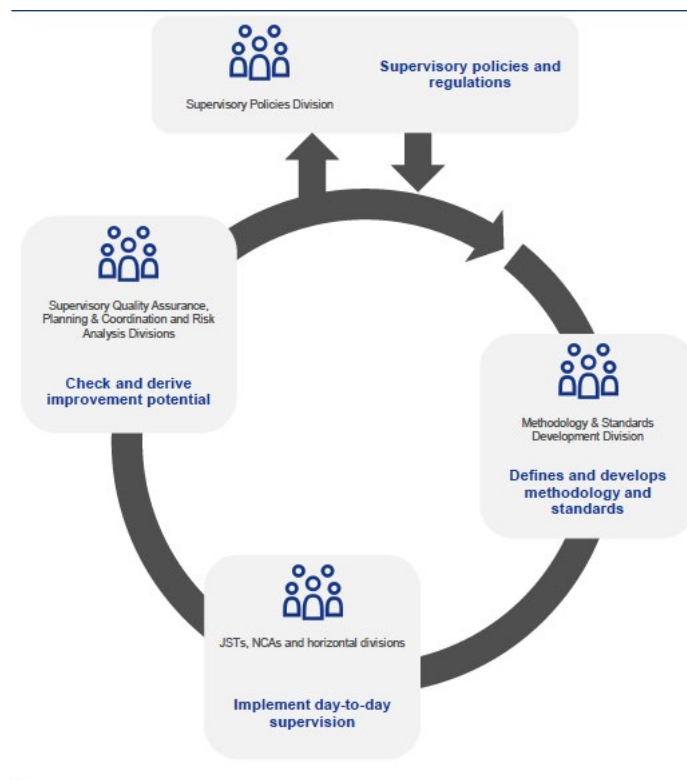 Supervisory policies and
regulations
Supervisory Policies Division
Supervisory Quality Assurance,
Planning & Coordination and Risk
Analysis Divisions
Check and derive
improvement potential
Methodology & Standards
Development Division
Defines and develops
methodology and
standards
JSTs, NCAs and horizontal divisions
Implement day-to-day
supervision